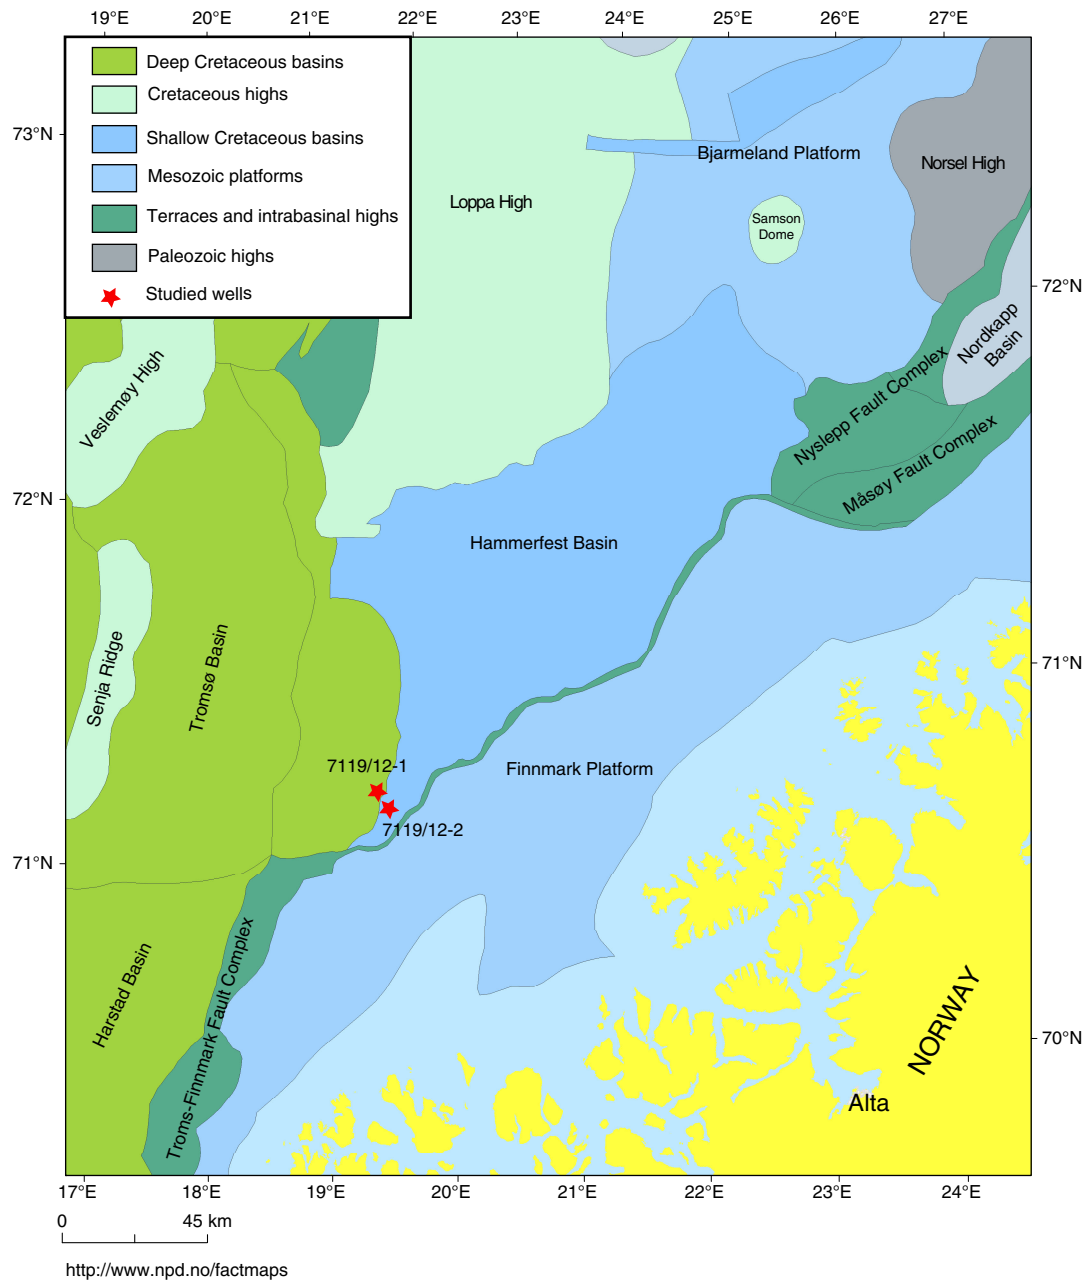 19°E
20°E
21°E
22°E
23°E
24°E
25°E
26°E
27°E
Deep Cretaceous basins
Cretaceous highs
Shallow Cretaceous basins
Mesozoic platforms
Terraces and intrabasinal highs
Paleozoic highs
Studied wells
73°N
Bjarmeland Platform
Norsel High
Loppa High
Samson
Dome
72°N
Nordkapp
Basin
Veslemøy High
Nyslepp Fault Complex
Måsøy Fault Complex
72°N
Hammerfest Basin
Senja Ridge
Tromsø Basin
71°N
7119/12-1
Finnmark Platform
7119/12-2
71°N
Harstad Basin
Troms-Finnmark Fault Complex
NORWAY
70°N
Alta
17°E
18°E
19°E
20°E
21°E
22°E
23°E
24°E
0
45 km
http://www.npd.no/factmaps